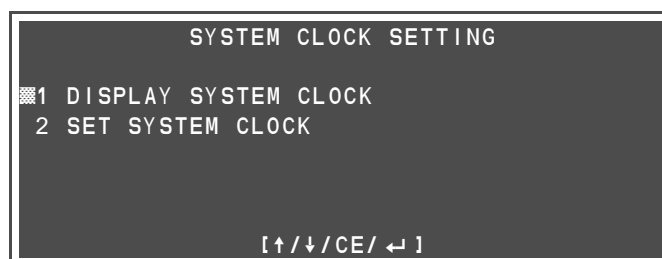 SYSTEM CLOCK SETTING
▒1 DISPLAY SYSTEM CLOCK
2 SET SYSTEM CLOCK
[↑/↓/CE/↵]